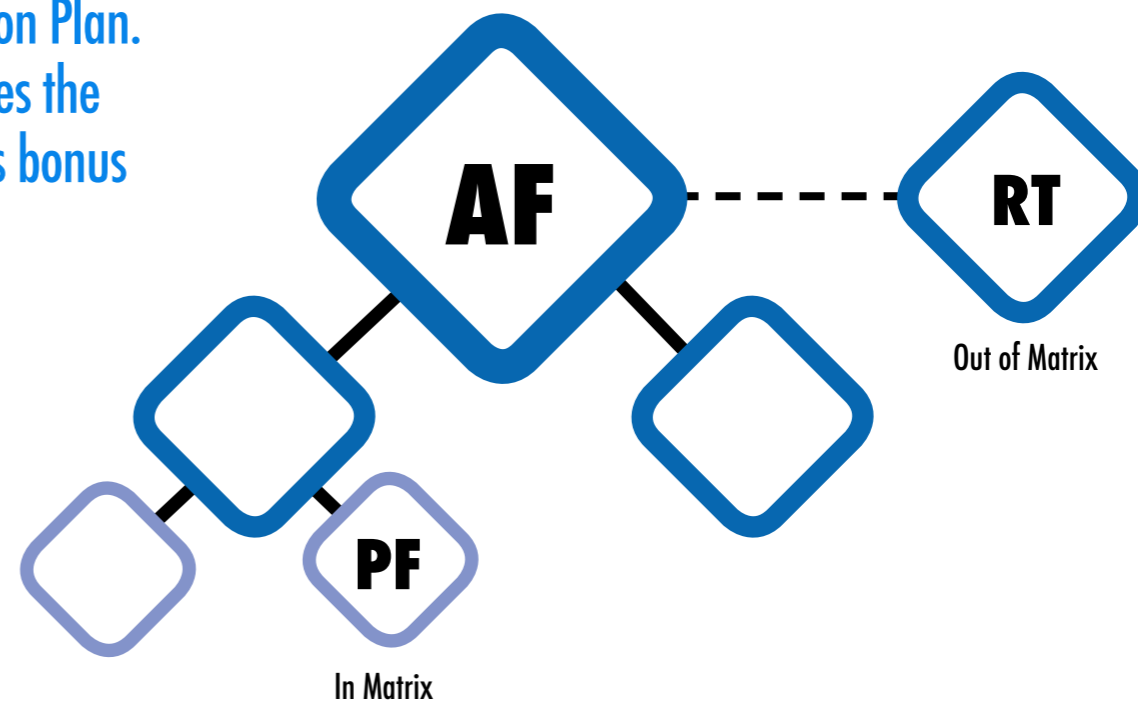 on Plan.
es the
s bonus
AF
RT
Out of Matrix
PF
In Matrix